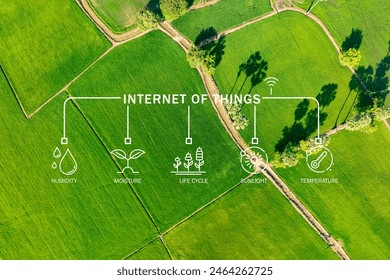 INTERNET OF THINGS
HUMIDITY
MOISTURE
LIFE CYCLE
SUNLIGHT
TEMPERATURE
shutterstock
IMAGE ID: 2464262725
www.shutterstock.com